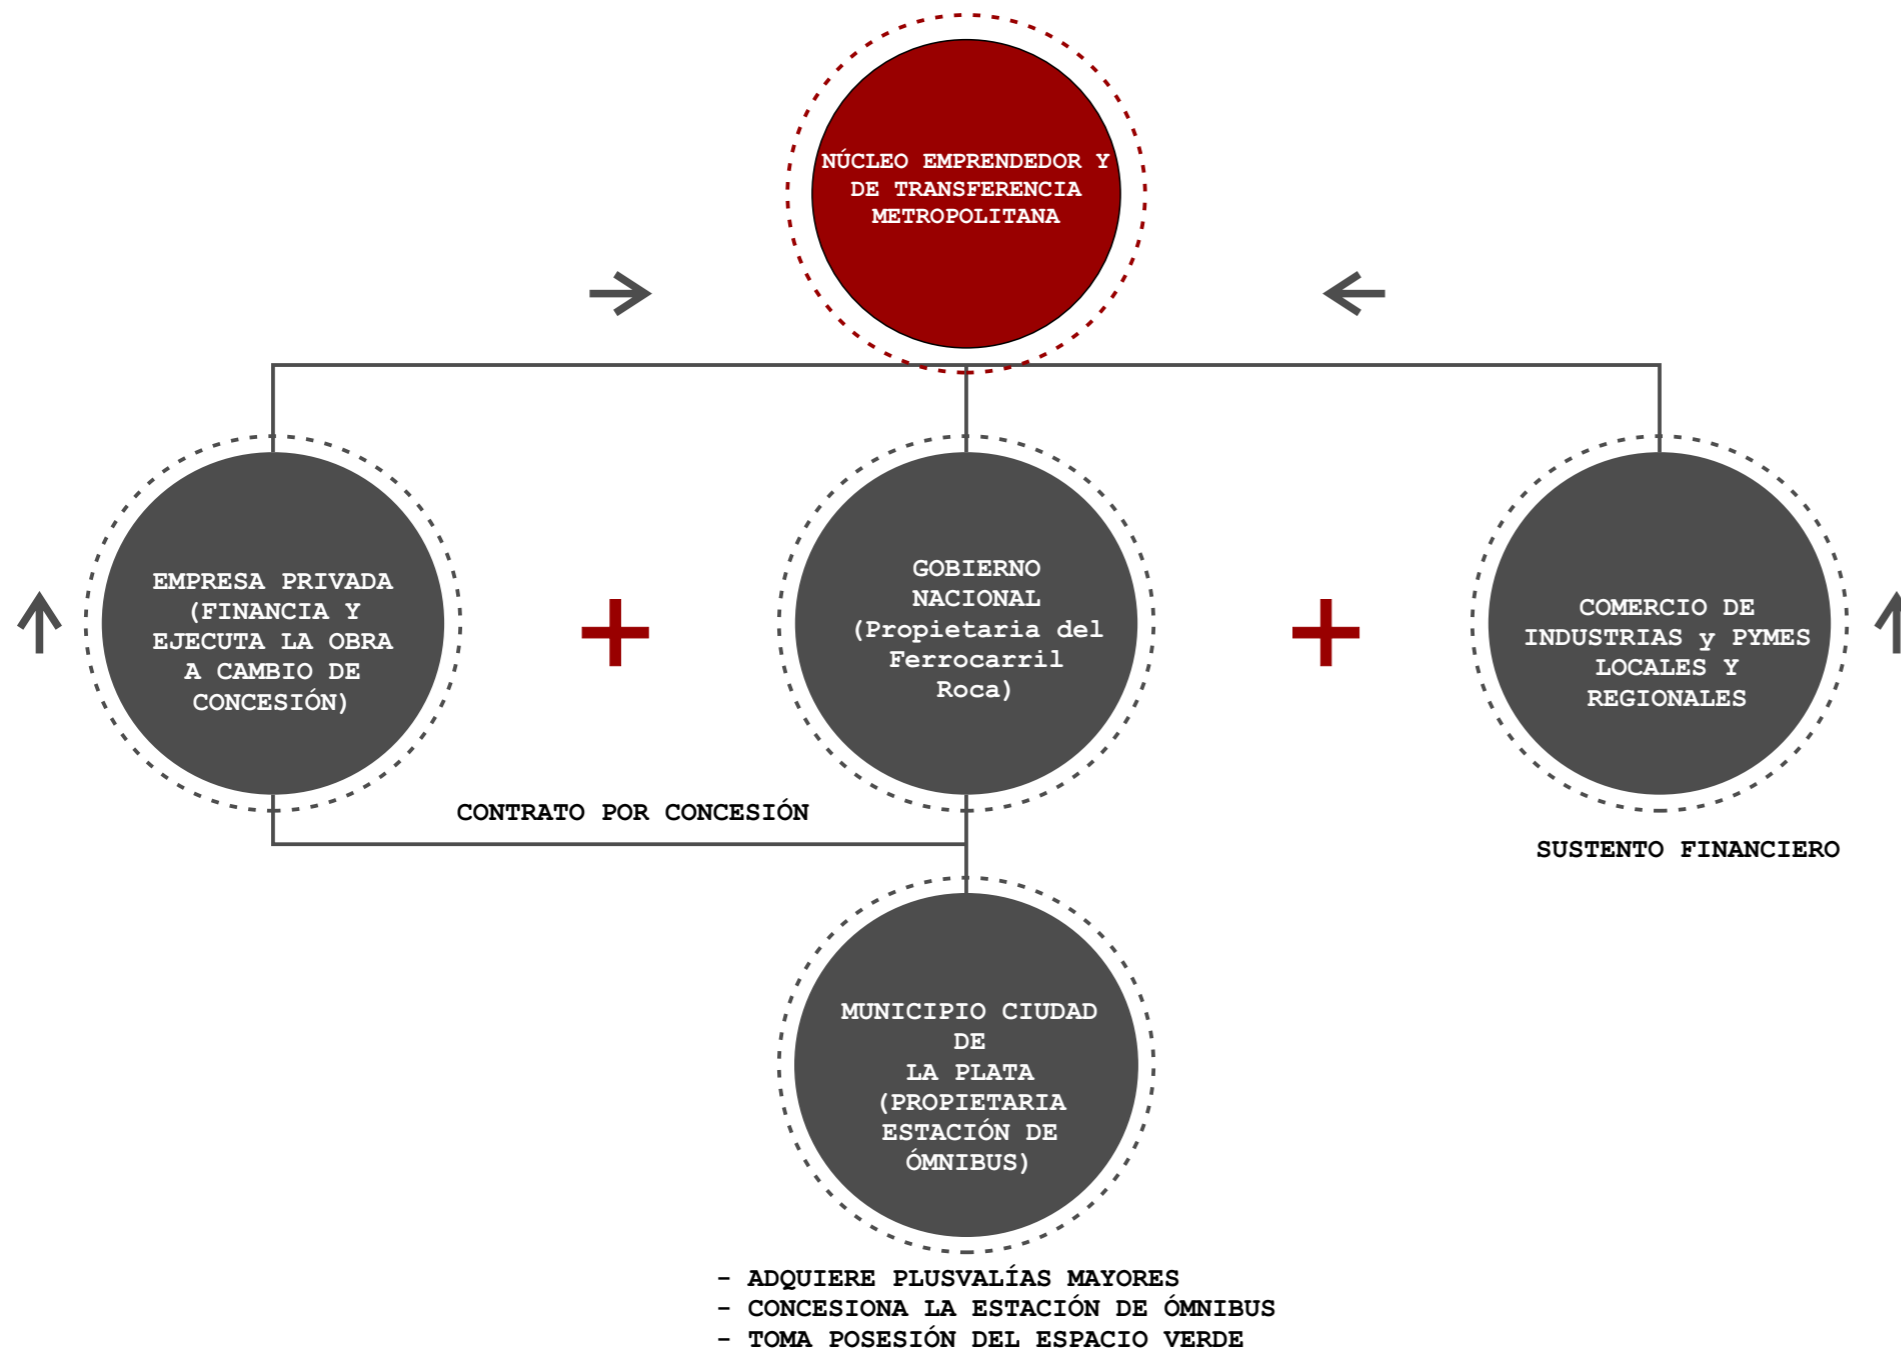 NÚCLEO EMPRENDEDOR Y
DE TRANSFERENCIA
METROPOLITANA
EMPRESA PRIVADA
(FINANCIA Y
EJECUTA LA OBRA
A CAMBIO DE
CONCESIÓN)
GOBIERNO
NACIONAL
(Propietaria del
Ferrocarril
Roca)
COMERCIO DE
INDUSTRIAS y PYMES
LOCALES Y
REGIONALES
CONTRATO POR CONCESIÓN
SUSTENTO FINANCIERO
MUNICIPIO CIUDAD
DE
LA PLATA
(PROPIETARIA
ESTACIÓN DE
ÓMNIBUS)
- ADQUIERE PLUSVALÍAS MAYORES
- CONCESIONA LA ESTACIÓN DE ÓMNIBUS
- TOMA POSESIÓN DEL ESPACIO VERDE